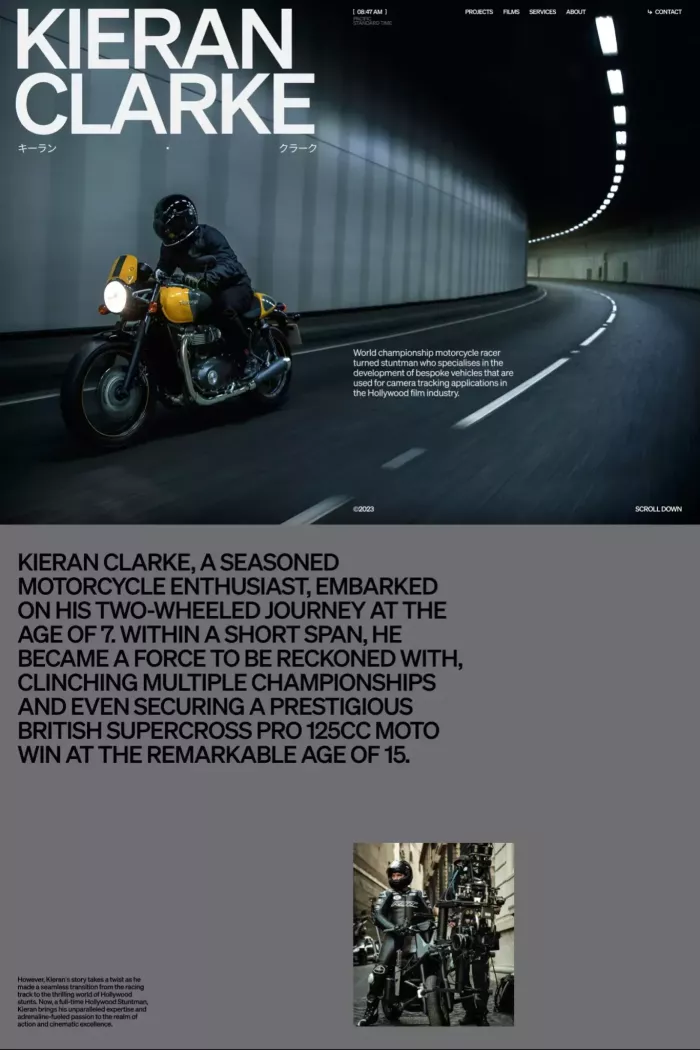 KIERAN
CLARKE
キーラン • クラーク
[ 08:47 AM ]
PACIFIC
STANDARD TIME
PROJECTS FILMS SERVICES ABOUT ↳ CONTACT
World championship motorcycle racer
turned stuntman who specialises in the
development of bespoke vehicles that are
used for camera tracking applications in
the Hollywood film industry.
©2023 SCROLL DOWN
KIERAN CLARKE, A SEASONED
MOTORCYCLE ENTHUSIAST, EMBARKED
ON HIS TWO-WHEELED JOURNEY AT THE
AGE OF 7. WITHIN A SHORT SPAN, HE
BECAME A FORCE TO BE RECKONED WITH,
CLINCHING MULTIPLE CHAMPIONSHIPS
AND EVEN SECURING A PRESTIGIOUS
BRITISH SUPERCROSS PRO 125CC MOTO
WIN AT THE REMARKABLE AGE OF 15.
However, Kieran's story takes a twist as he
made a seamless transition from the racing
track to the thrilling world of Hollywood
stunts. Now, a full-time Hollywood Stuntman,
Kieran brings his unparalleled expertise and
adrenaline-fueled passion to the realm of
action and cinematic excellence.